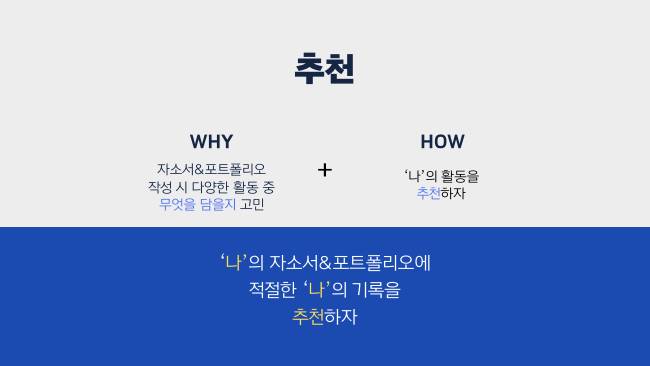 추천
WHY
자소서&포트폴리오
작성 시 다양한 활동 중
무엇을 담을지 고민
+
HOW
‘나’의 활동을
추천하자
‘나’의 자소서&포트폴리오에
적절한 ‘나’의 기록을
추천하자